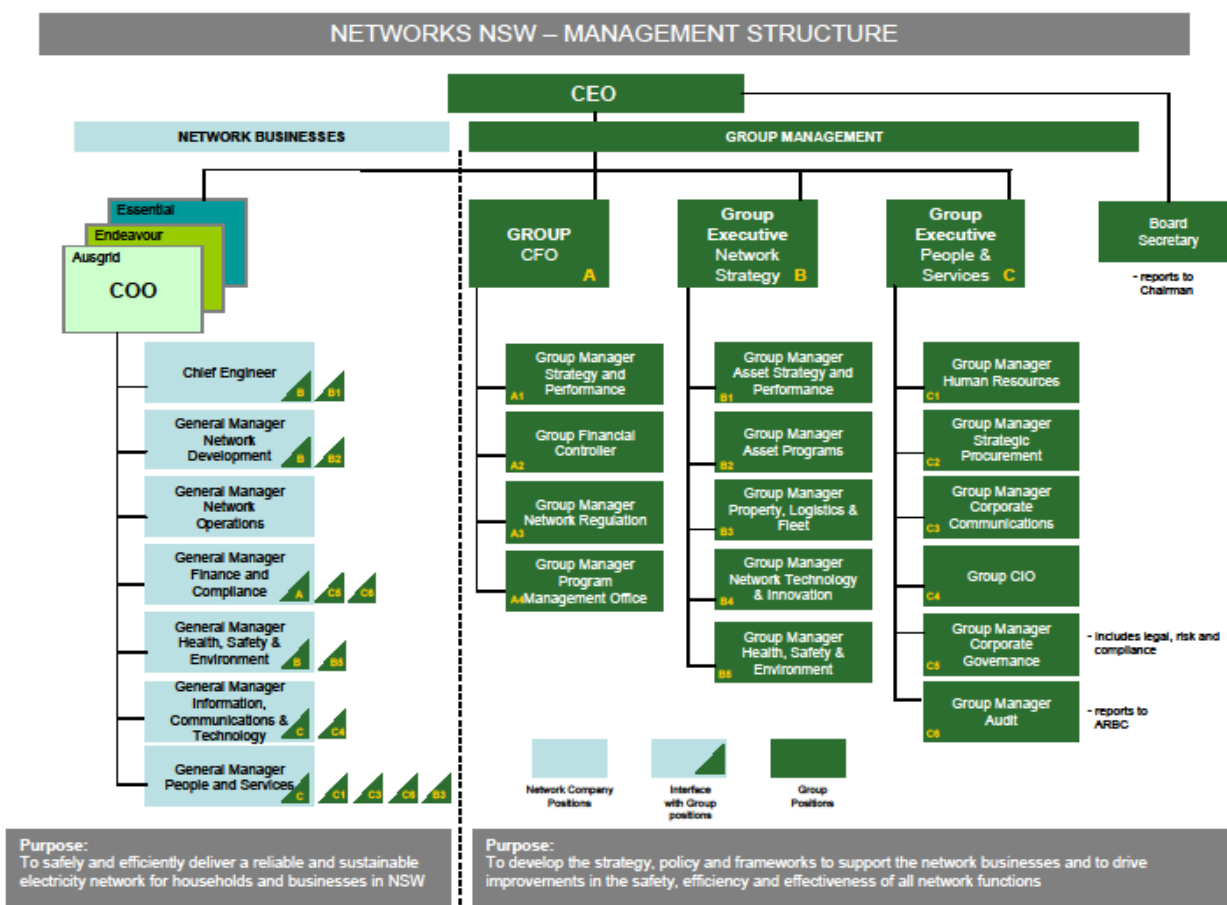 NETWORKS NSW – MANAGEMENT STRUCTURE
CEO
NETWORK BUSINESSES
GROUP MANAGEMENT
Essential
Endeavour
Ausgrid
COO
GROUP
CFO
A
Group
Executive
Network
Strategy
B
Group
Executive
People &
Services
C
Board
Secretary
- reports to
Chairman
Chief Engineer
B
B1
General Manager
Network
Development
B
B2
General Manager
Network
Operations
General Manager
Finance and
Compliance
A
C5
C6
General Manager
Health, Safety &
Environment
B
B5
General Manager
Information,
Communications &
Technology
C
C4
General Manager
People and Services
C
C1
C3
C6
B3
Group Manager
Strategy and
Performance
A1
Group Financial
Controller
A2
Group Manager
Network Regulation
A3
Group Manager
Program
Management Office
A4
Group Manager
Asset Strategy and
Performance
B1
Group Manager
Asset Programs
B2
Group Manager
Property, Logistics &
Fleet
B3
Group Manager
Network Technology
& Innovation
B4
Group Manager
Health, Safety &
Environment
B5
Group Manager
Human Resources
C1
Group Manager
Strategic
Procurement
C2
Group Manager
Corporate
Communications
C3
Group CIO
C4
Group Manager
Corporate
Governance
C5
- includes legal, risk and
compliance
Group Manager
Audit
C6
- reports to
ARBC
Network Company
Positions
Interface
with Group
positions
Group
Positions
Purpose:
To safely and efficiently deliver a reliable and sustainable
electricity network for households and businesses in NSW
Purpose:
To develop the strategy, policy and frameworks to support the network businesses and to drive
improvements in the safety, efficiency and effectiveness of all network functions